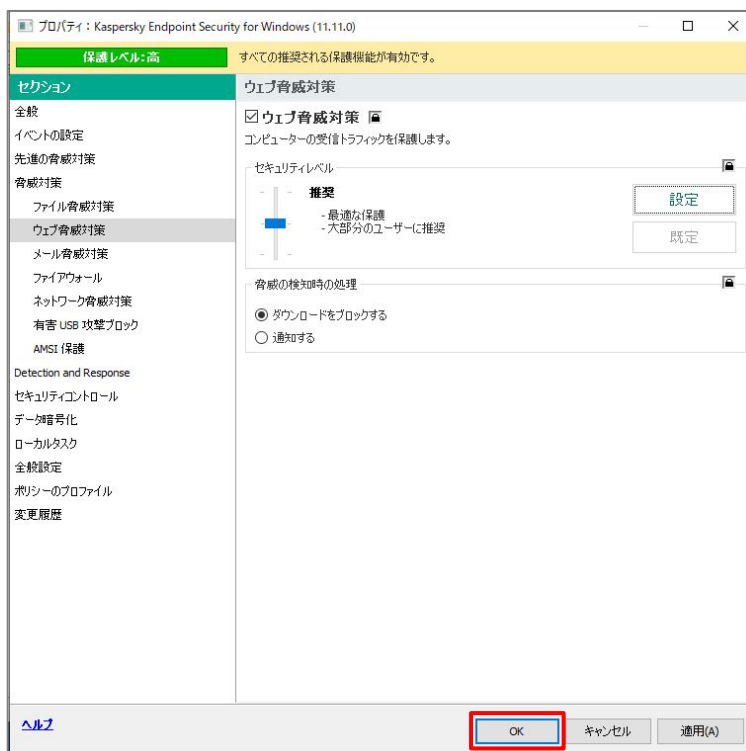 プロパティ：Kaspersky Endpoint Security for Windows (11.11.0)
保護レベル：高
すべての推奨される保護機能が有効です。
セクション
ウェブ脅威対策
全般
イベントの設定
先進の脅威対策
脅威対策
ファイル脅威対策
ウェブ脅威対策
メール脅威対策
ファイアウォール
ネットワーク脅威対策
有害 USB 攻撃ブロック
AMSI 保護
Detection and Response
セキュリティコントロール
データ暗号化
ローカルタスク
全般設定
ポリシーのプロファイル
変更履歴
ウェブ脅威対策
コンピューターの受信トラフィックを保護します。
セキュリティレベル
推奨
- 最適な保護
- 大部分のユーザーに推奨
設定
既定
脅威の検知時の処理
ダウンロードをブロックする
通知する
ヘルプ
OK
キャンセル
適用(A)